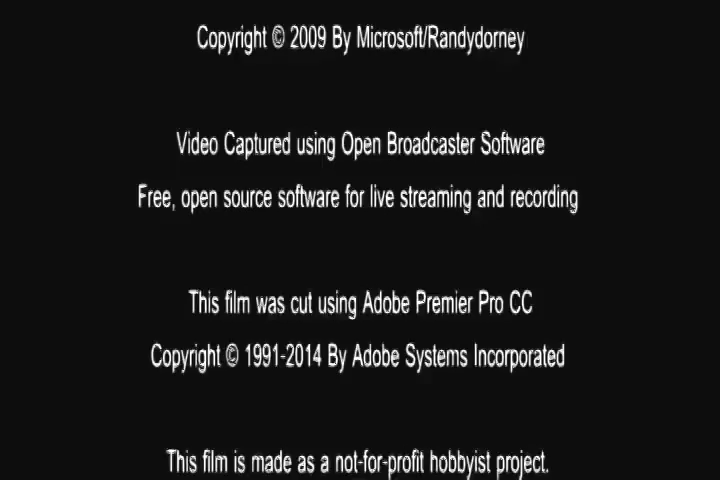 Copyright © 2009 By Microsoft/Randydorney
Video Captured using Open Broadcaster Software
Free, open source software for live streaming and recording
This film was cut using Adobe Premier Pro CC
Copyright © 1991-2014 By Adobe Systems Incorporated
This film is made as a not-for-profit hobbyist project.